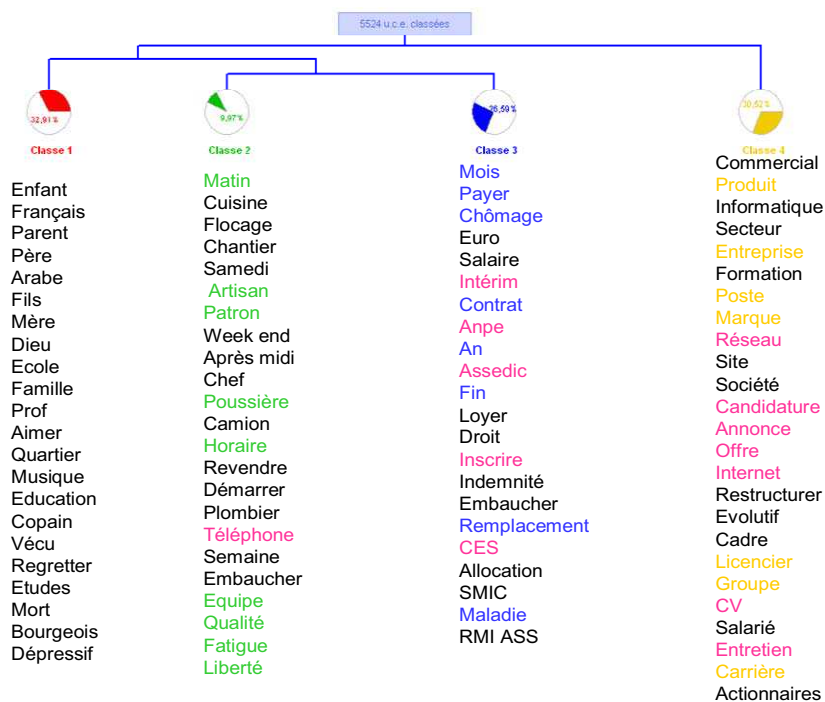 5524 u.c.e. classées
32,91%
Classe 1
Enfant
Français
Parent
Père
Arabe
Fils
Mère
Dieu
Ecole
Famille
Prof
Aimer
Quartier
Musique
Education
Copain
Vécu
Regretter
Etudes
Mort
Bourgeois
Dépressif
9,97%
Classe 2
Matin
Cuisine
Flocage
Chantier
Samedi
Artisan
Patron
Week end
Après midi
Chef
Poussière
Camion
Horaire
Revendre
Démarrer
Plombier
Téléphone
Semaine
Embaucher
Equipe
Qualité
Fatigue
Liberté
26,59%
Classe 3
Mois
Payer
Chômage
Euro
Salaire
Intérim
Contrat
Anpe
An
Assedic
Fin
Loyer
Droit
Inscrire
Indemnité
Embaucher
Remplacement
CES
Allocation
SMIC
Maladie
RMI ASS
30,52%
Classe 4
Commercial
Produit
Informatique
Secteur
Entreprise
Formation
Poste
Marque
Réseau
Site
Société
Candidature
Annonce
Offre
Internet
Restructurer
Evolutif
Cadre
Licencier
Groupe
CV
Salarié
Entretien
Carrière
Actionnaires